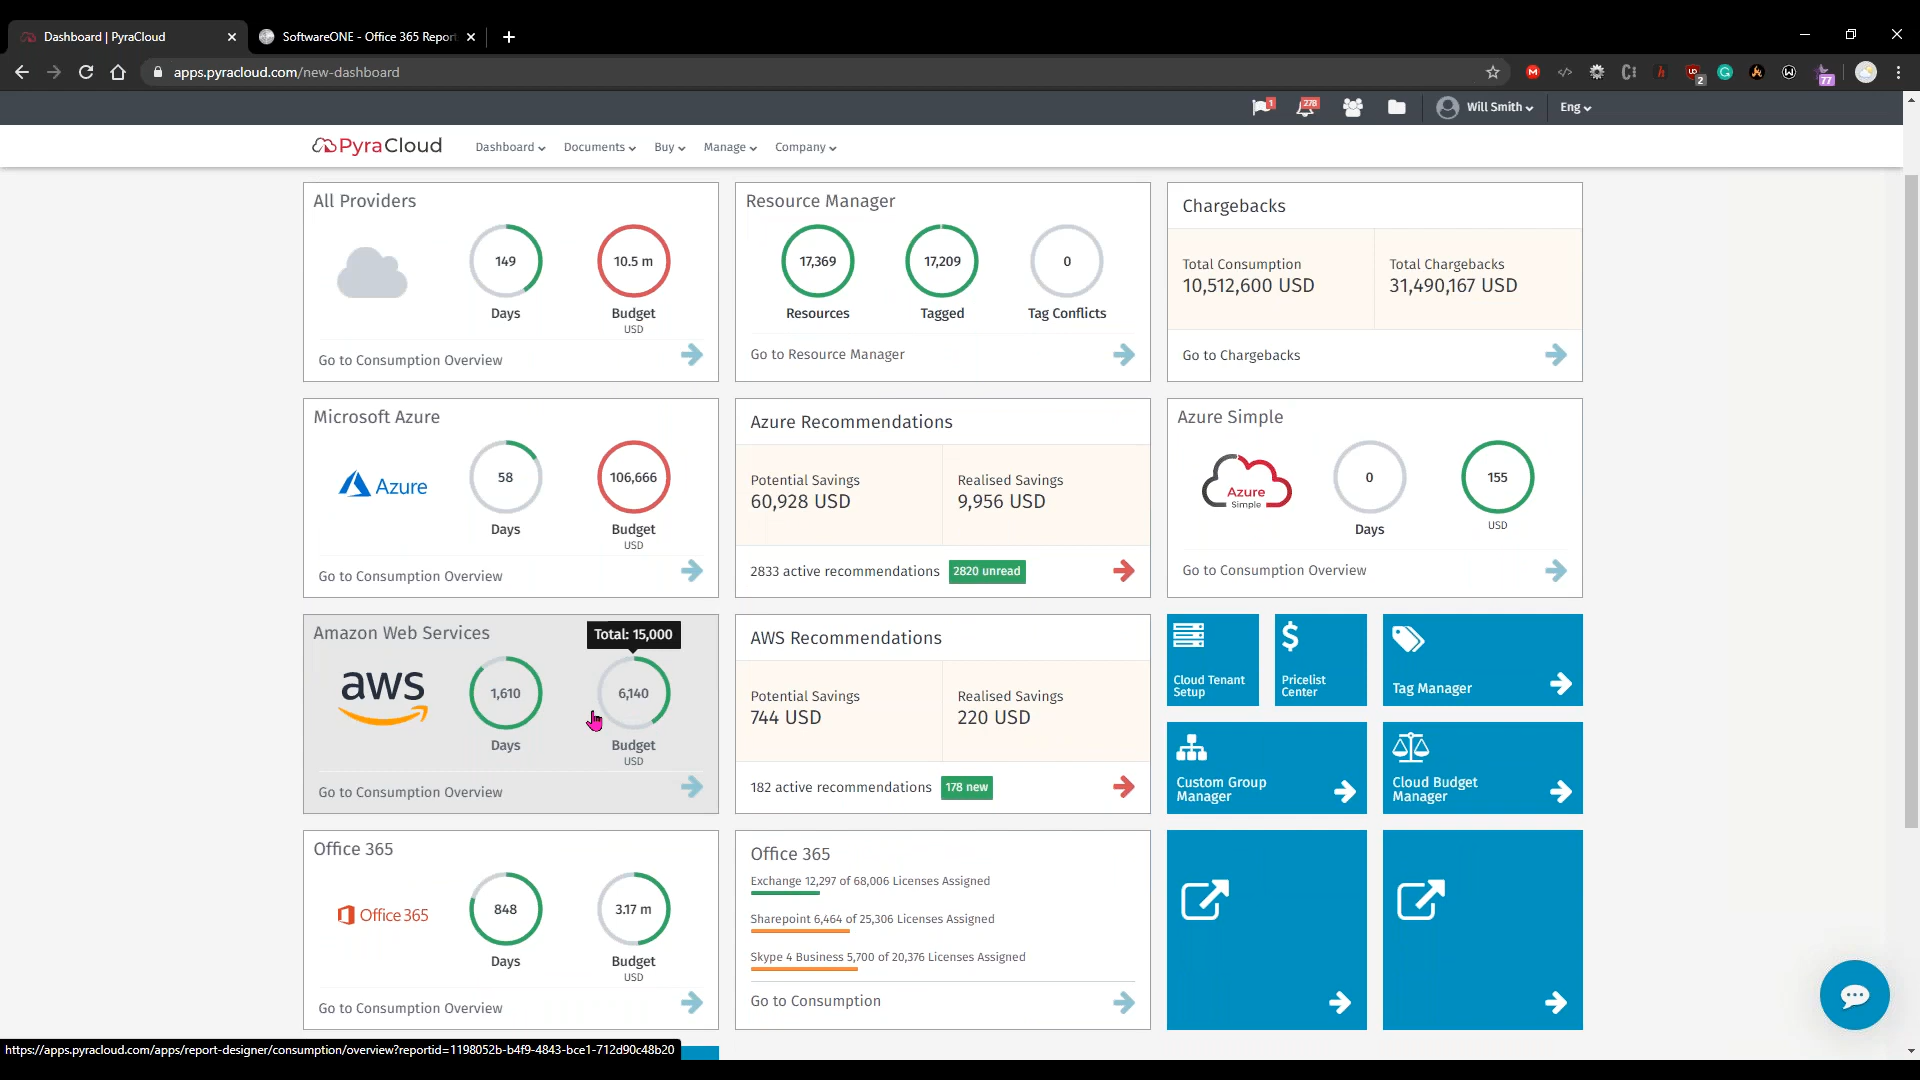 Dashboard | PyraCloud
SoftwareONE - Office 365 Report
apps.pyracloud.com/new-dashboard
2
77
1
278
Will Smith
Eng
PyraCloud
Dashboard
Documents
Buy
Manage
Company
All Providers
149
10.5 m
Days
Budget
USD
Go to Consumption Overview
Resource Manager
17,369
17,209
0
Resources
Tagged
Tag Conflicts
Go to Resource Manager
Chargebacks
Total Consumption
10,512,600 USD
Total Chargebacks
31,490,167 USD
Go to Chargebacks
Microsoft Azure
Azure
58
106,666
Days
Budget
USD
Go to Consumption Overview
Azure Recommendations
Potential Savings
60,928 USD
Realised Savings
9,956 USD
2833 active recommendations
2820 unread
Azure Simple
Azure
Simple
0
155
Days
USD
Go to Consumption Overview
Amazon Web Services
Total: 15,000
aws
1,610
6,140
Days
Budget
USD
Go to Consumption Overview
AWS Recommendations
Potential Savings
744 USD
Realised Savings
220 USD
182 active recommendations
178 new
Cloud Tenant
Setup
Pricelist
Center
Tag Manager
Custom Group
Manager
Cloud Budget
Manager
Office 365
Office 365
848
3.17 m
Days
Budget
USD
Go to Consumption Overview
Office 365
Exchange 12,297 of 68,006 Licenses Assigned
Sharepoint 6,464 of 25,306 Licenses Assigned
Skype 4 Business 5,700 of 20,376 Licenses Assigned
Go to Consumption
https://apps.pyracloud.com/apps/report-designer/consumption/overview?reportid=1198052b-b4f9-4843-bce1-712d90c48b20